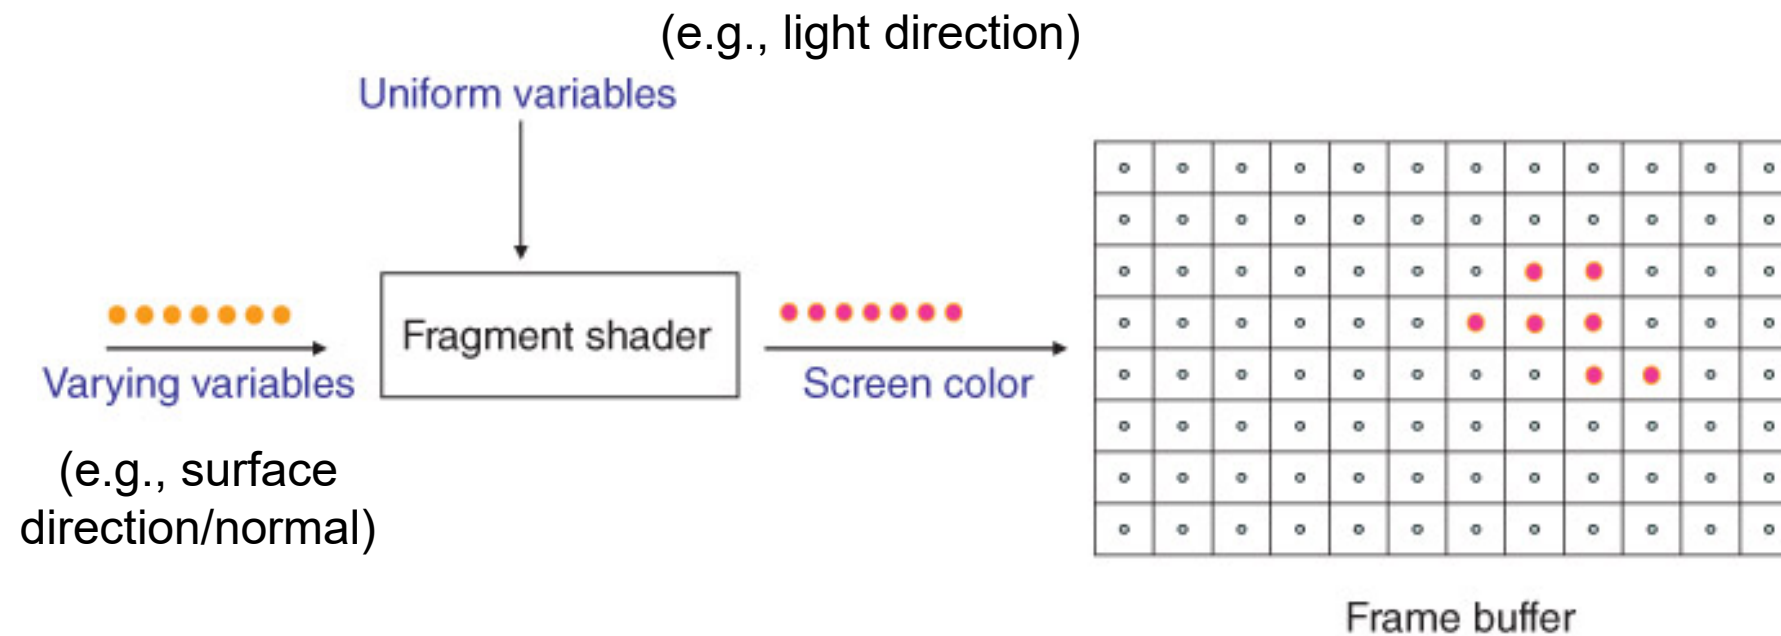 (e.g., light direction)
Uniform variables
Fragment shader
Varying variables
Screen color
(e.g., surface
direction/normal)
Frame buffer